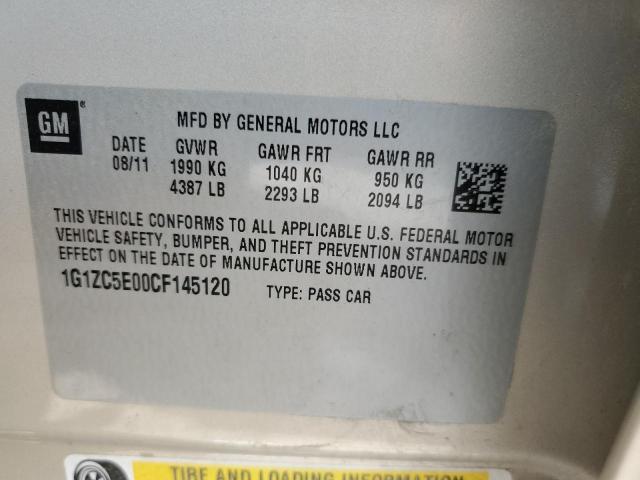 GM ®
MFD BY GENERAL MOTORS LLC
DATE GVWR GAWR FRT GAWR RR
08/11 1990 KG 1040 KG 950 KG
4387 LB 2293 LB 2094 LB
THIS VEHICLE CONFORMS TO ALL APPLICABLE U.S. FEDERAL MOTOR
VEHICLE SAFETY, BUMPER, AND THEFT PREVENTION STANDARDS IN
EFFECT ON THE DATE OF MANUFACTURE SHOWN ABOVE.
1G1ZC5E00CF145120 TYPE: PASS CAR
TIRE AND LOADING INFORMATION